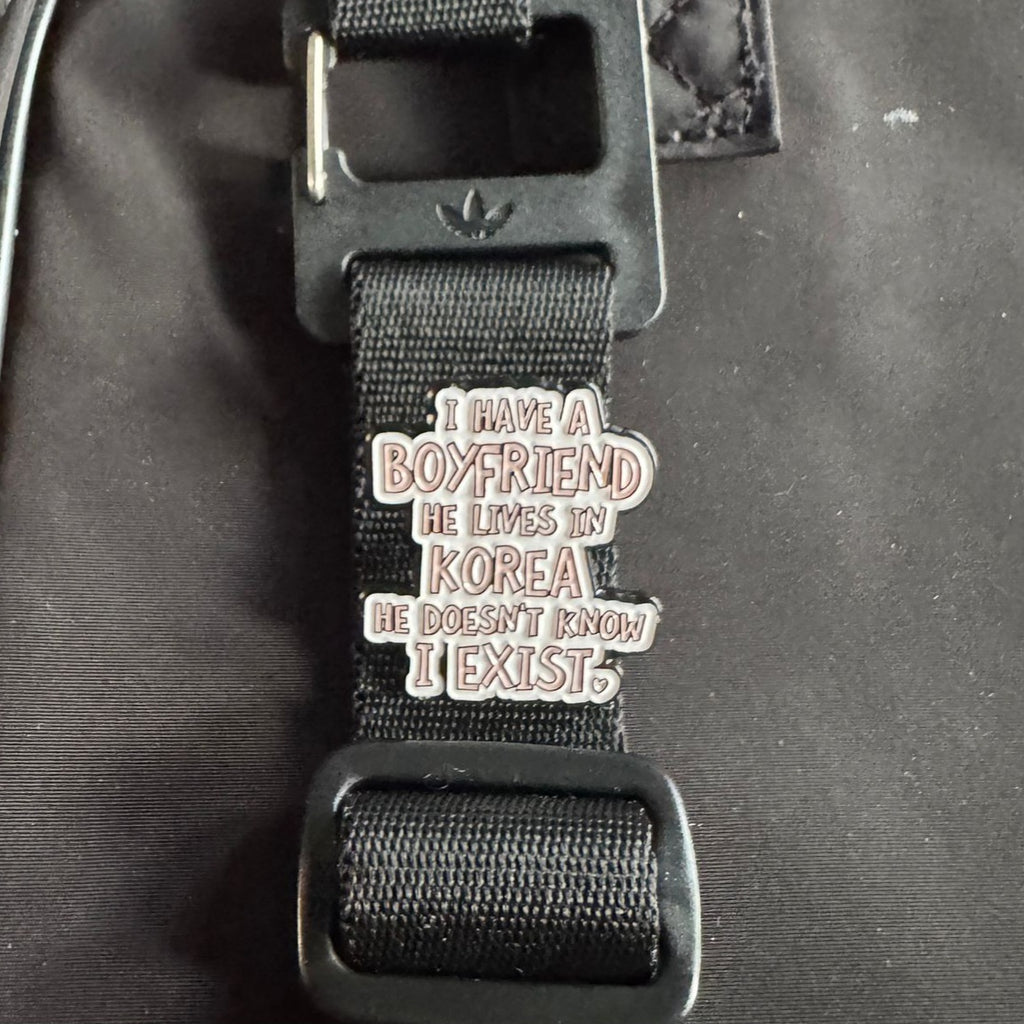 I HAVE A
BOYFRIEND
HE LIVES IN
KOREA
HE DOESN'T KNOW
I EXIST.